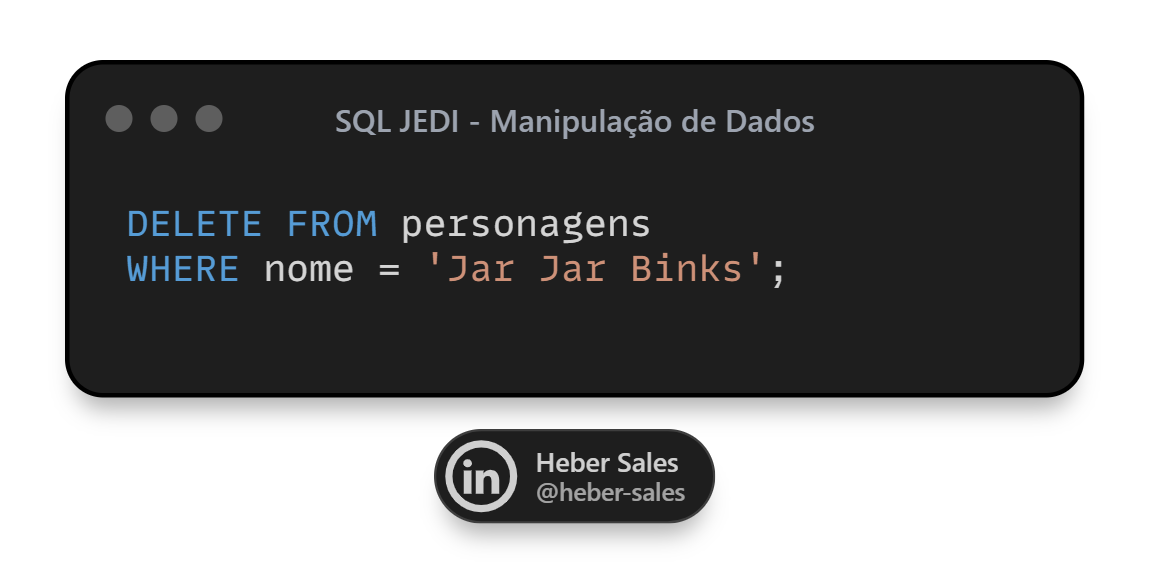 SQL JEDI - Manipulação de Dados
DELETE FROM personagens
WHERE nome = 'Jar Jar Binks';
in
Heber Sales
@heber-sales